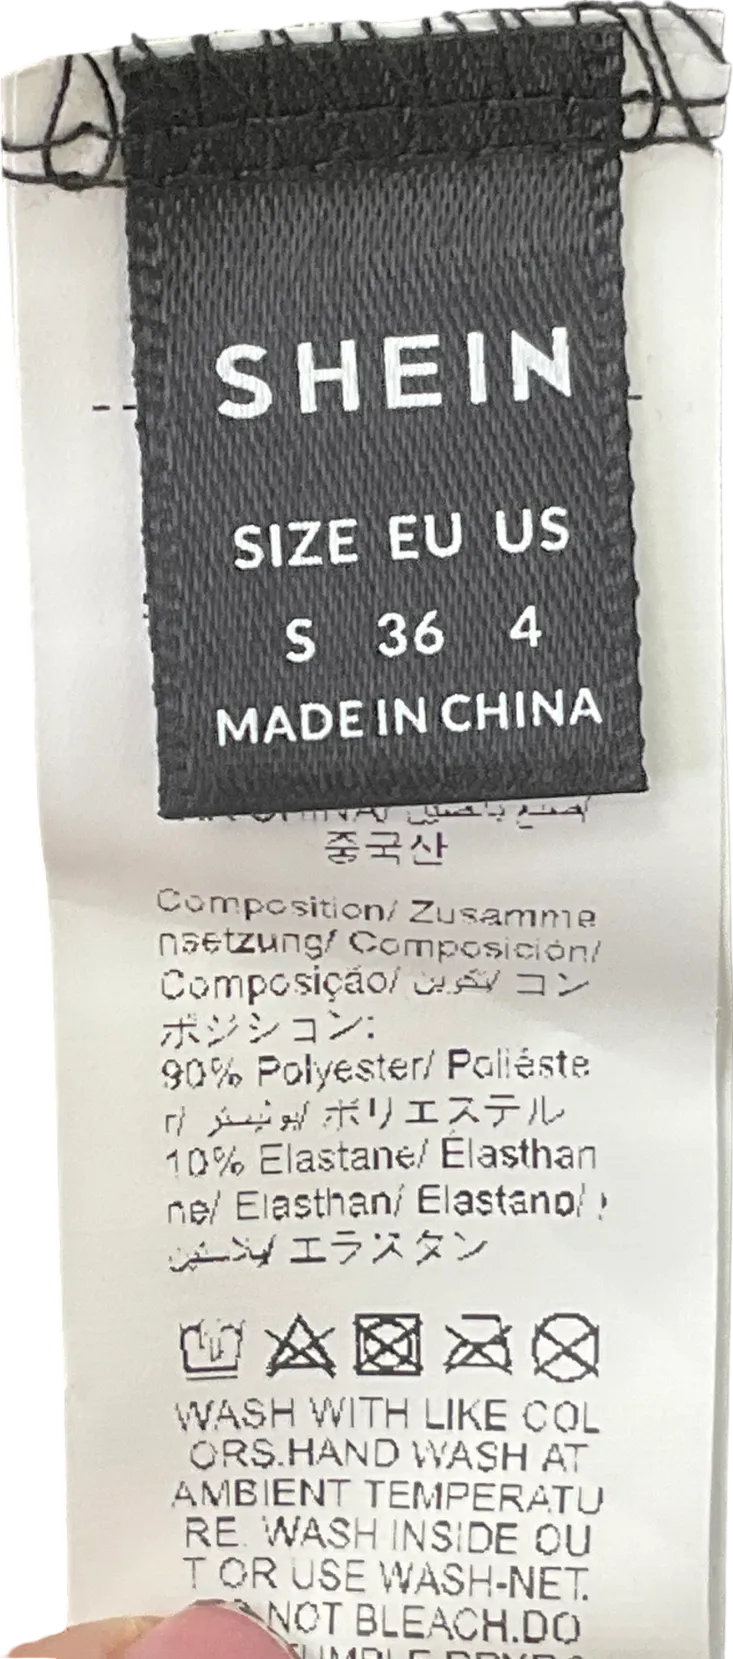 SHEIN
SIZE EU US
S 36 4
MADE IN CHINA
중국산
Composition/ Zusamme
nsetzung/ Composición/
Composição/ تكوين/ コン
ポジション:
90% Polyester/ Poliéste
r/ بوليستر/ ポリエステル
10% Elastane/ Élasthan
ne/ Elasthan/ Elastano/
إيلاستين/ エラスタン
WASH WITH LIKE COL
ORS.HAND WASH AT
AMBIENT TEMPERATU
RE. WASH INSIDE OU
T OR USE WASH-NET.
NOT BLEACH.DO